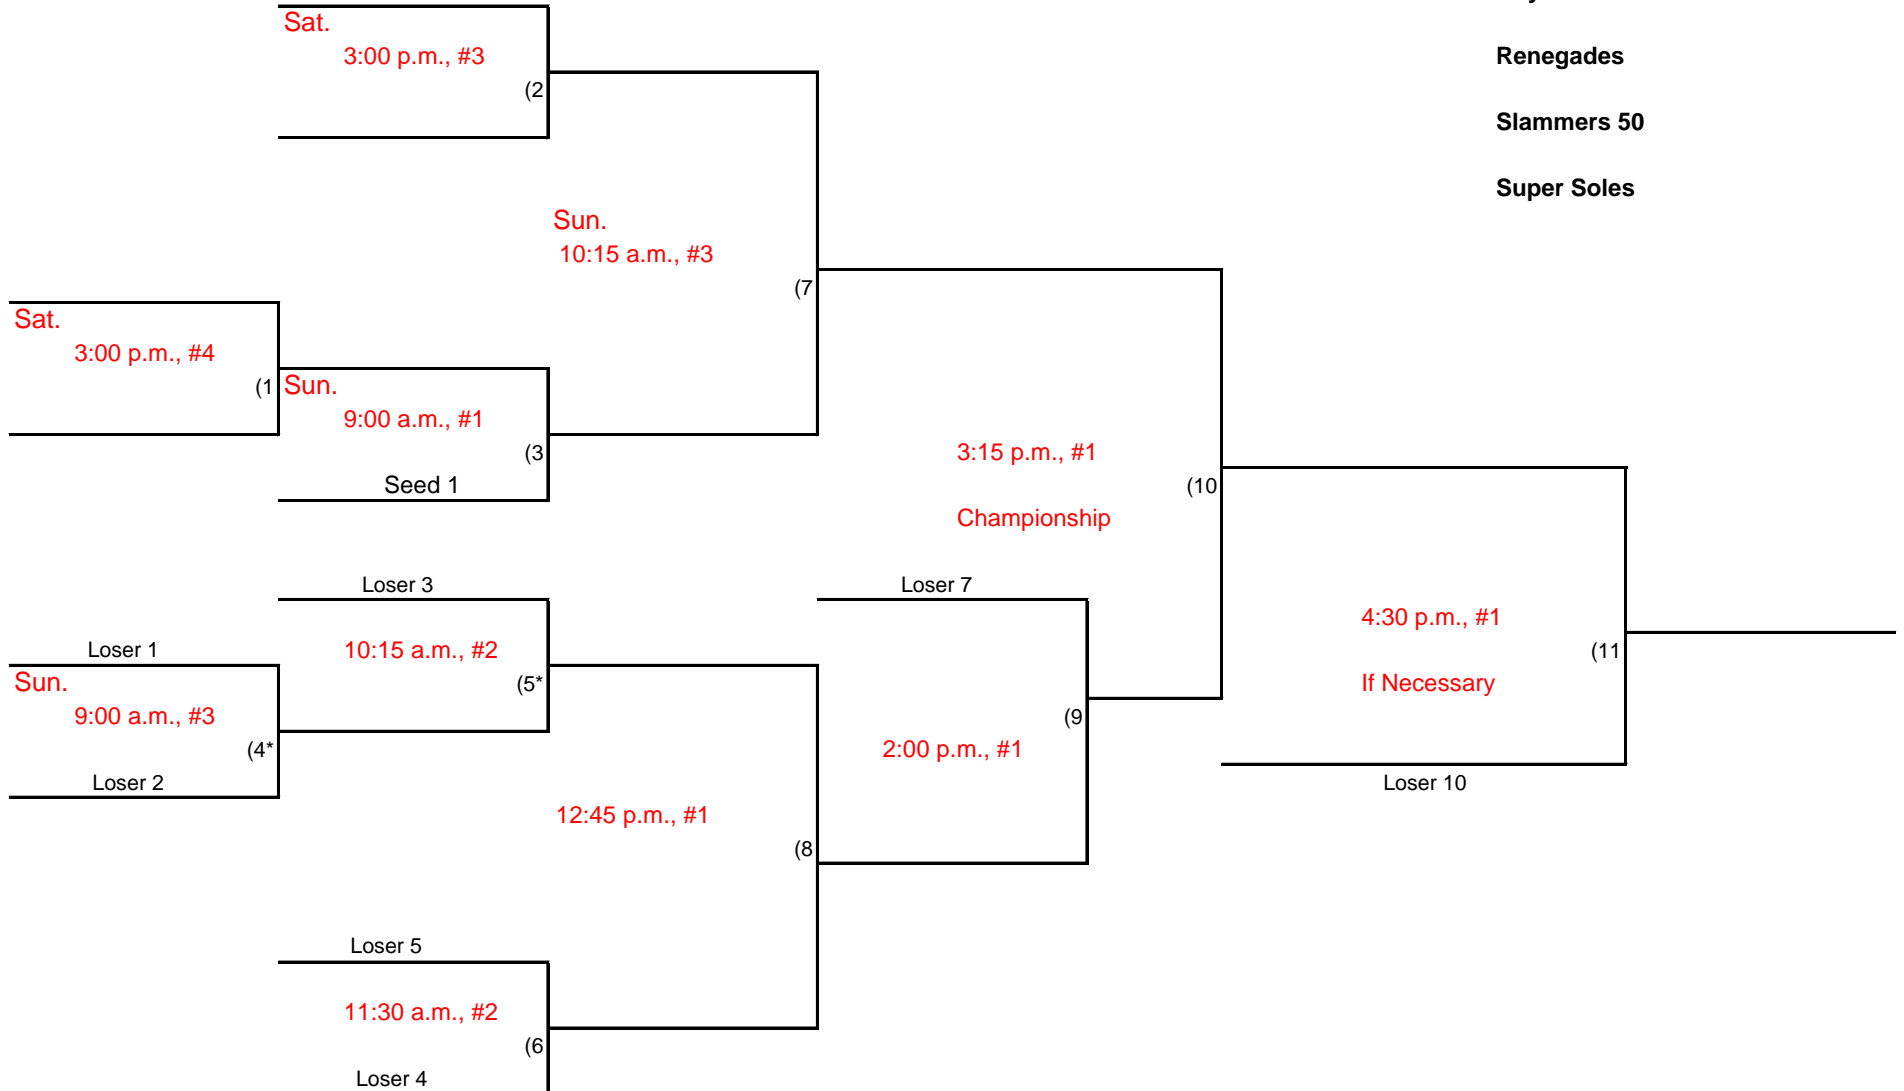 Sat.
3:00 p.m., #3
(2
Renegades
Slammers 50
Super Soles
Sun.
10:15 a.m., #3
(7
Sat.
3:00 p.m., #4
(1
Sun.
9:00 a.m., #1
(3
Seed 1
3:15 p.m., #1
(10
Championship
Loser 3
Loser 7
Loser 1
10:15 a.m., #2
(5*
4:30 p.m., #1
(11
If Necessary
Sun.
9:00 a.m., #3
(4*
Loser 2
(9
2:00 p.m., #1
Loser 10
12:45 p.m., #1
(8
Loser 5
11:30 a.m., #2
(6
Loser 4